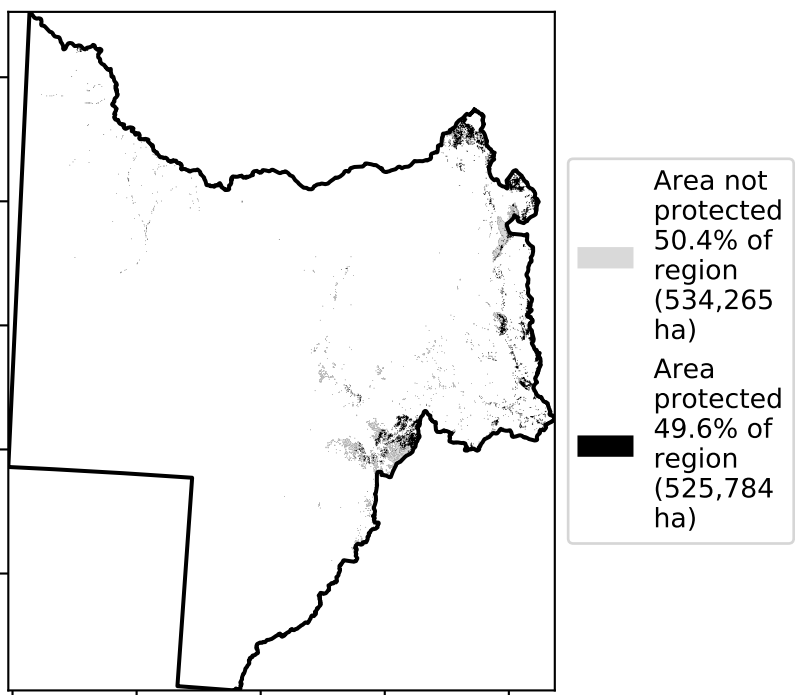 Area not
protected
50.4% of
region
(534,265
ha)
Area
protected
49.6% of
region
(525,784
ha)